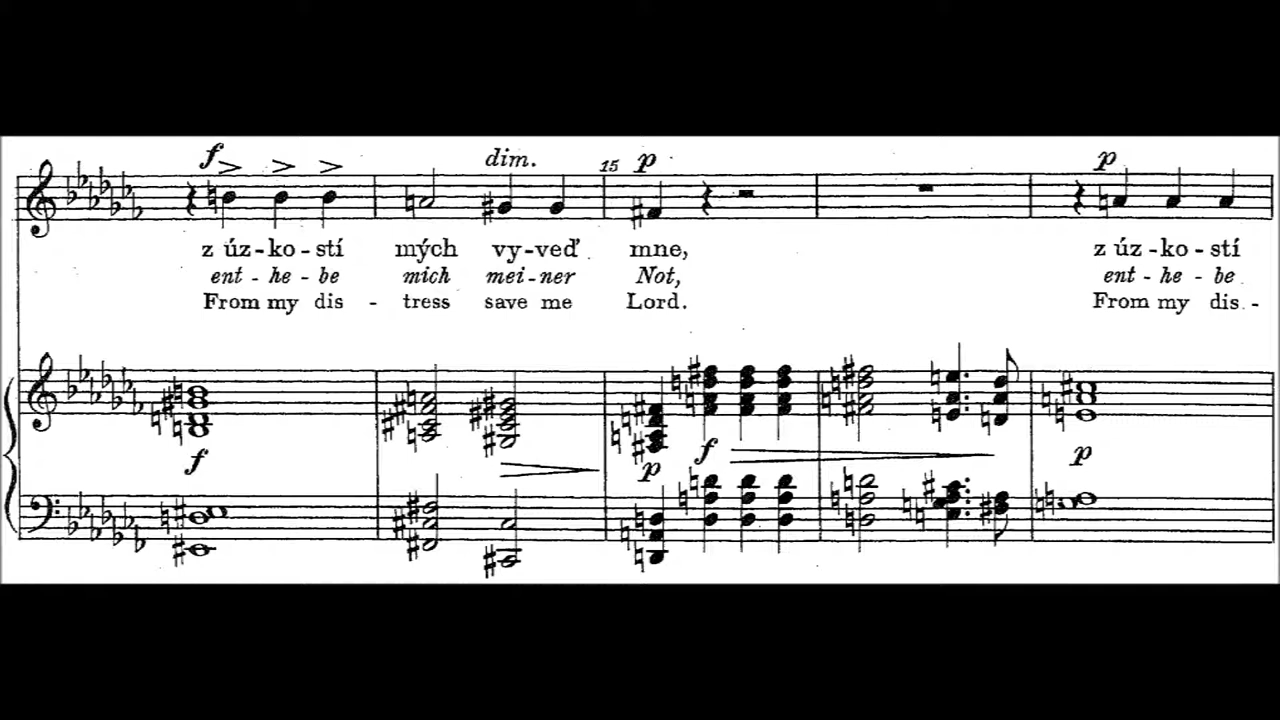 f
dim. 15 p p
z úz-ko-stí mých vy-veď mne, z úz-ko-stí
ent-he-be mich mei-ner Not, ent-he-be
From my dis-tress save me Lord. From my dis-
f p f p